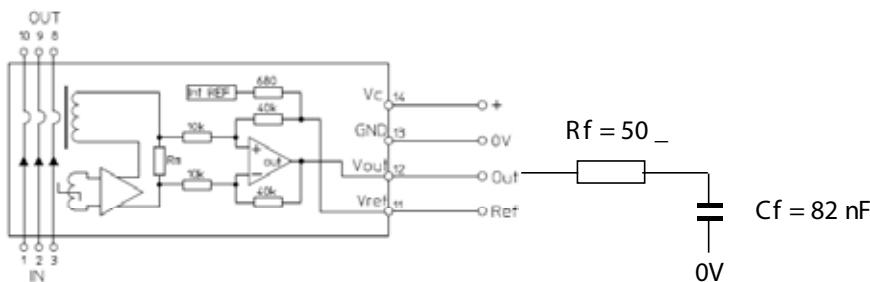 OUT
10 9 8
680
Int REF
Vc 14 +
40k
GND 13 0V
10k
Rf = 50 _
Rm
+
out
Vout 12 Out
-
10k
40k
Cf = 82 nF
Vref 11 Ref
1 2 3
IN
0V